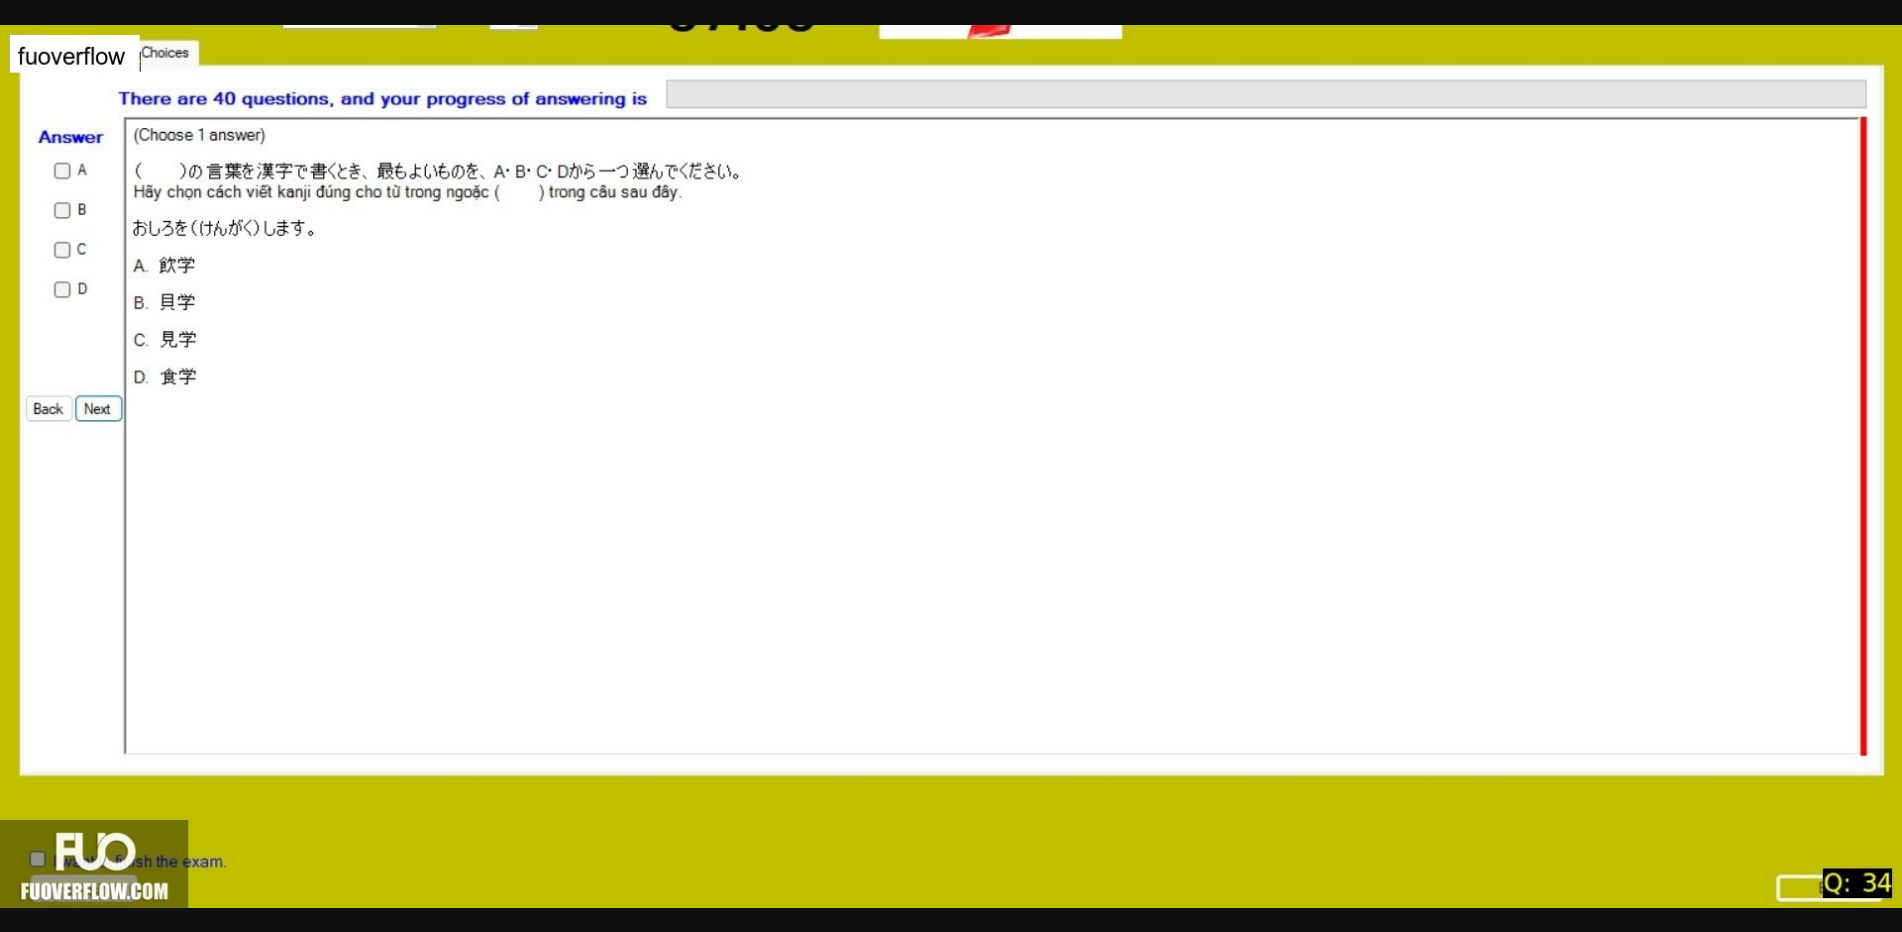 fuoverflow
Choices
There are 40 questions, and your progress of answering is
Answer
(Choose 1 answer)
A
(　　)の言葉を漢字で書くとき、最もよいものを、A・B・C・Dから一つ選んでください。
Hãy chọn cách viết kanji đúng cho từ trong ngoặc (　　) trong câu sau đây.
B
おしろを(けんがく)します。
C
A. 飲学
D
B. 貝学
C. 見学
D. 食学
Back Next
FUO
finish the exam.
FUOVERFLOW.COM
Q: 34